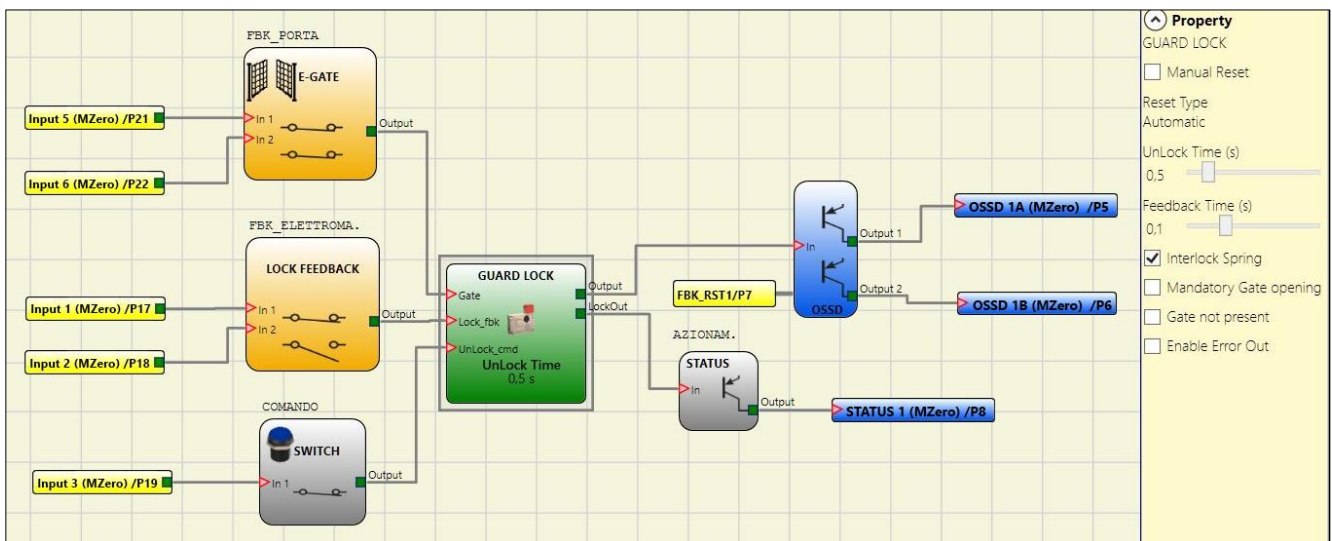 FBK_PORTA
E-GATE
Input 5 (MZero) /P21
In 1
Output
In 2
Input 6 (MZero) /P22
FBK_ELETTROMA.
LOCK FEEDBACK
Input 1 (MZero) /P17
In 1
Output
In 2
Input 2 (MZero) /P18
COMANDO
SWITCH
Input 3 (MZero) /P19
In 1
Output
GUARD LOCK
Gate
Output
LockOut
Lock_fbk
UnLock_cmd
UnLock Time
0,5 s
FBK_RST1/P7
In
Output 1
Output 2
OSSD
OSSD 1A (MZero) /P5
OSSD 1B (MZero) /P6
AZIONAM.
STATUS
In
Output
STATUS 1 (MZero) /P8
Property
GUARD LOCK
Manual Reset
Reset Type
Automatic
UnLock Time (s)
0,5
Feedback Time (s)
0,1
Interlock Spring
Mandatory Gate opening
Gate not present
Enable Error Out